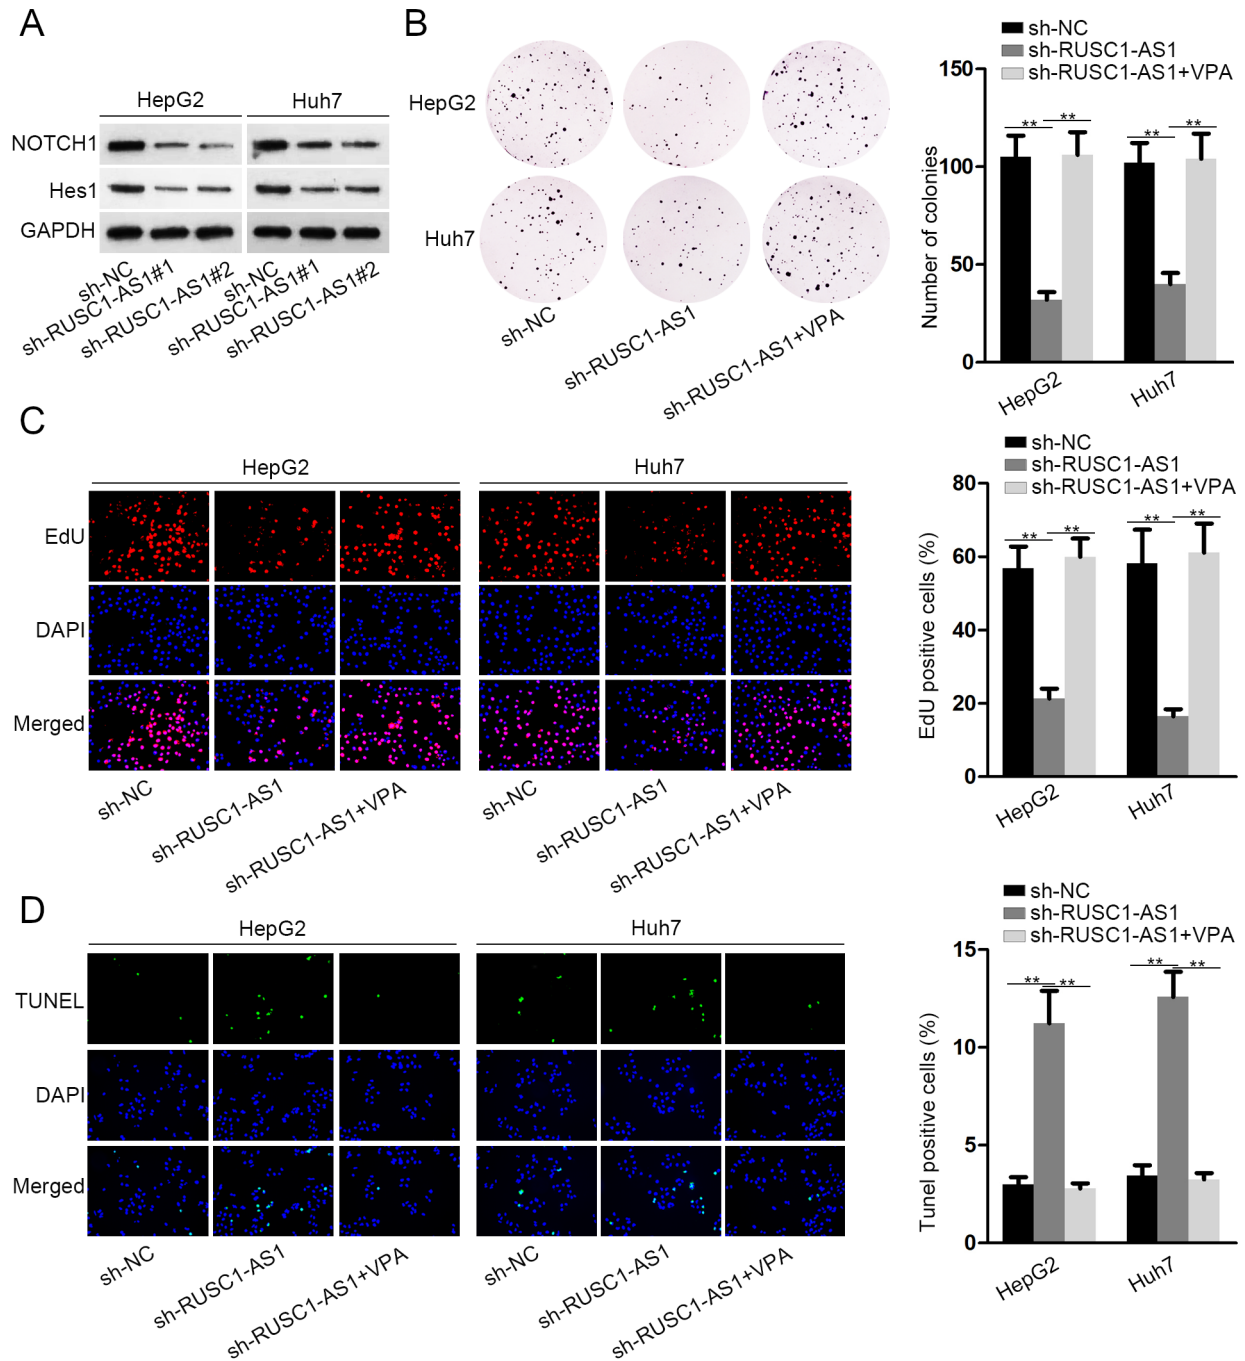 A
HepG2 Huh7
NOTCH1
Hes1
GAPDH
sh-NC
sh-RUSC1-AS1#1
sh-RUSC1-AS1#2
sh-NC
sh-RUSC1-AS1#1
sh-RUSC1-AS1#2
B
HepG2
Huh7
sh-NC
sh-RUSC1-AS1
sh-RUSC1-AS1+VPA
sh-NC
sh-RUSC1-AS1
sh-RUSC1-AS1+VPA
Number of colonies
150
100
50
0
** ** ** **
HepG2
Huh7
C
HepG2 Huh7
EdU
DAPI
Merged
sh-NC
sh-RUSC1-AS1
sh-RUSC1-AS1+VPA
sh-NC
sh-RUSC1-AS1
sh-RUSC1-AS1+VPA
sh-NC
sh-RUSC1-AS1
sh-RUSC1-AS1+VPA
EdU positive cells (%)
80
60
40
20
0
** ** ** **
HepG2
Huh7
D
HepG2 Huh7
TUNEL
DAPI
Merged
sh-NC
sh-RUSC1-AS1
sh-RUSC1-AS1+VPA
sh-NC
sh-RUSC1-AS1
sh-RUSC1-AS1+VPA
sh-NC
sh-RUSC1-AS1
sh-RUSC1-AS1+VPA
Tunel positive cells (%)
15
10
5
0
** ** ** **
HepG2
Huh7